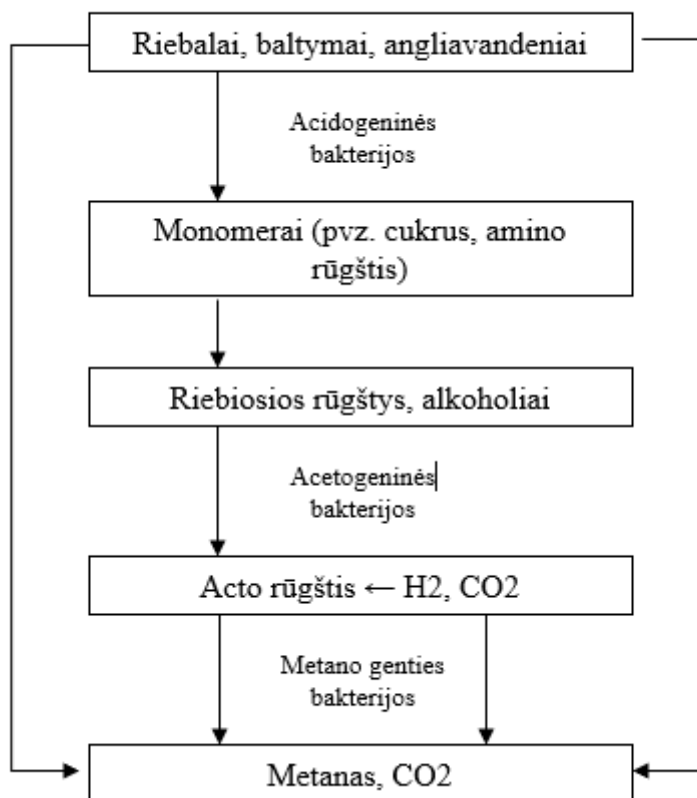 Riebalai, baltymai, angliavandeniai
Acidogeninės
bakterijos
Monomerai (pvz. cukrus, amino
rūgštis)
Riebiosios rūgštys, alkoholiai
Acetogeninės
bakterijos
Acto rūgštis ← H2, CO2
Metano genties
bakterijos
Metanas, CO2